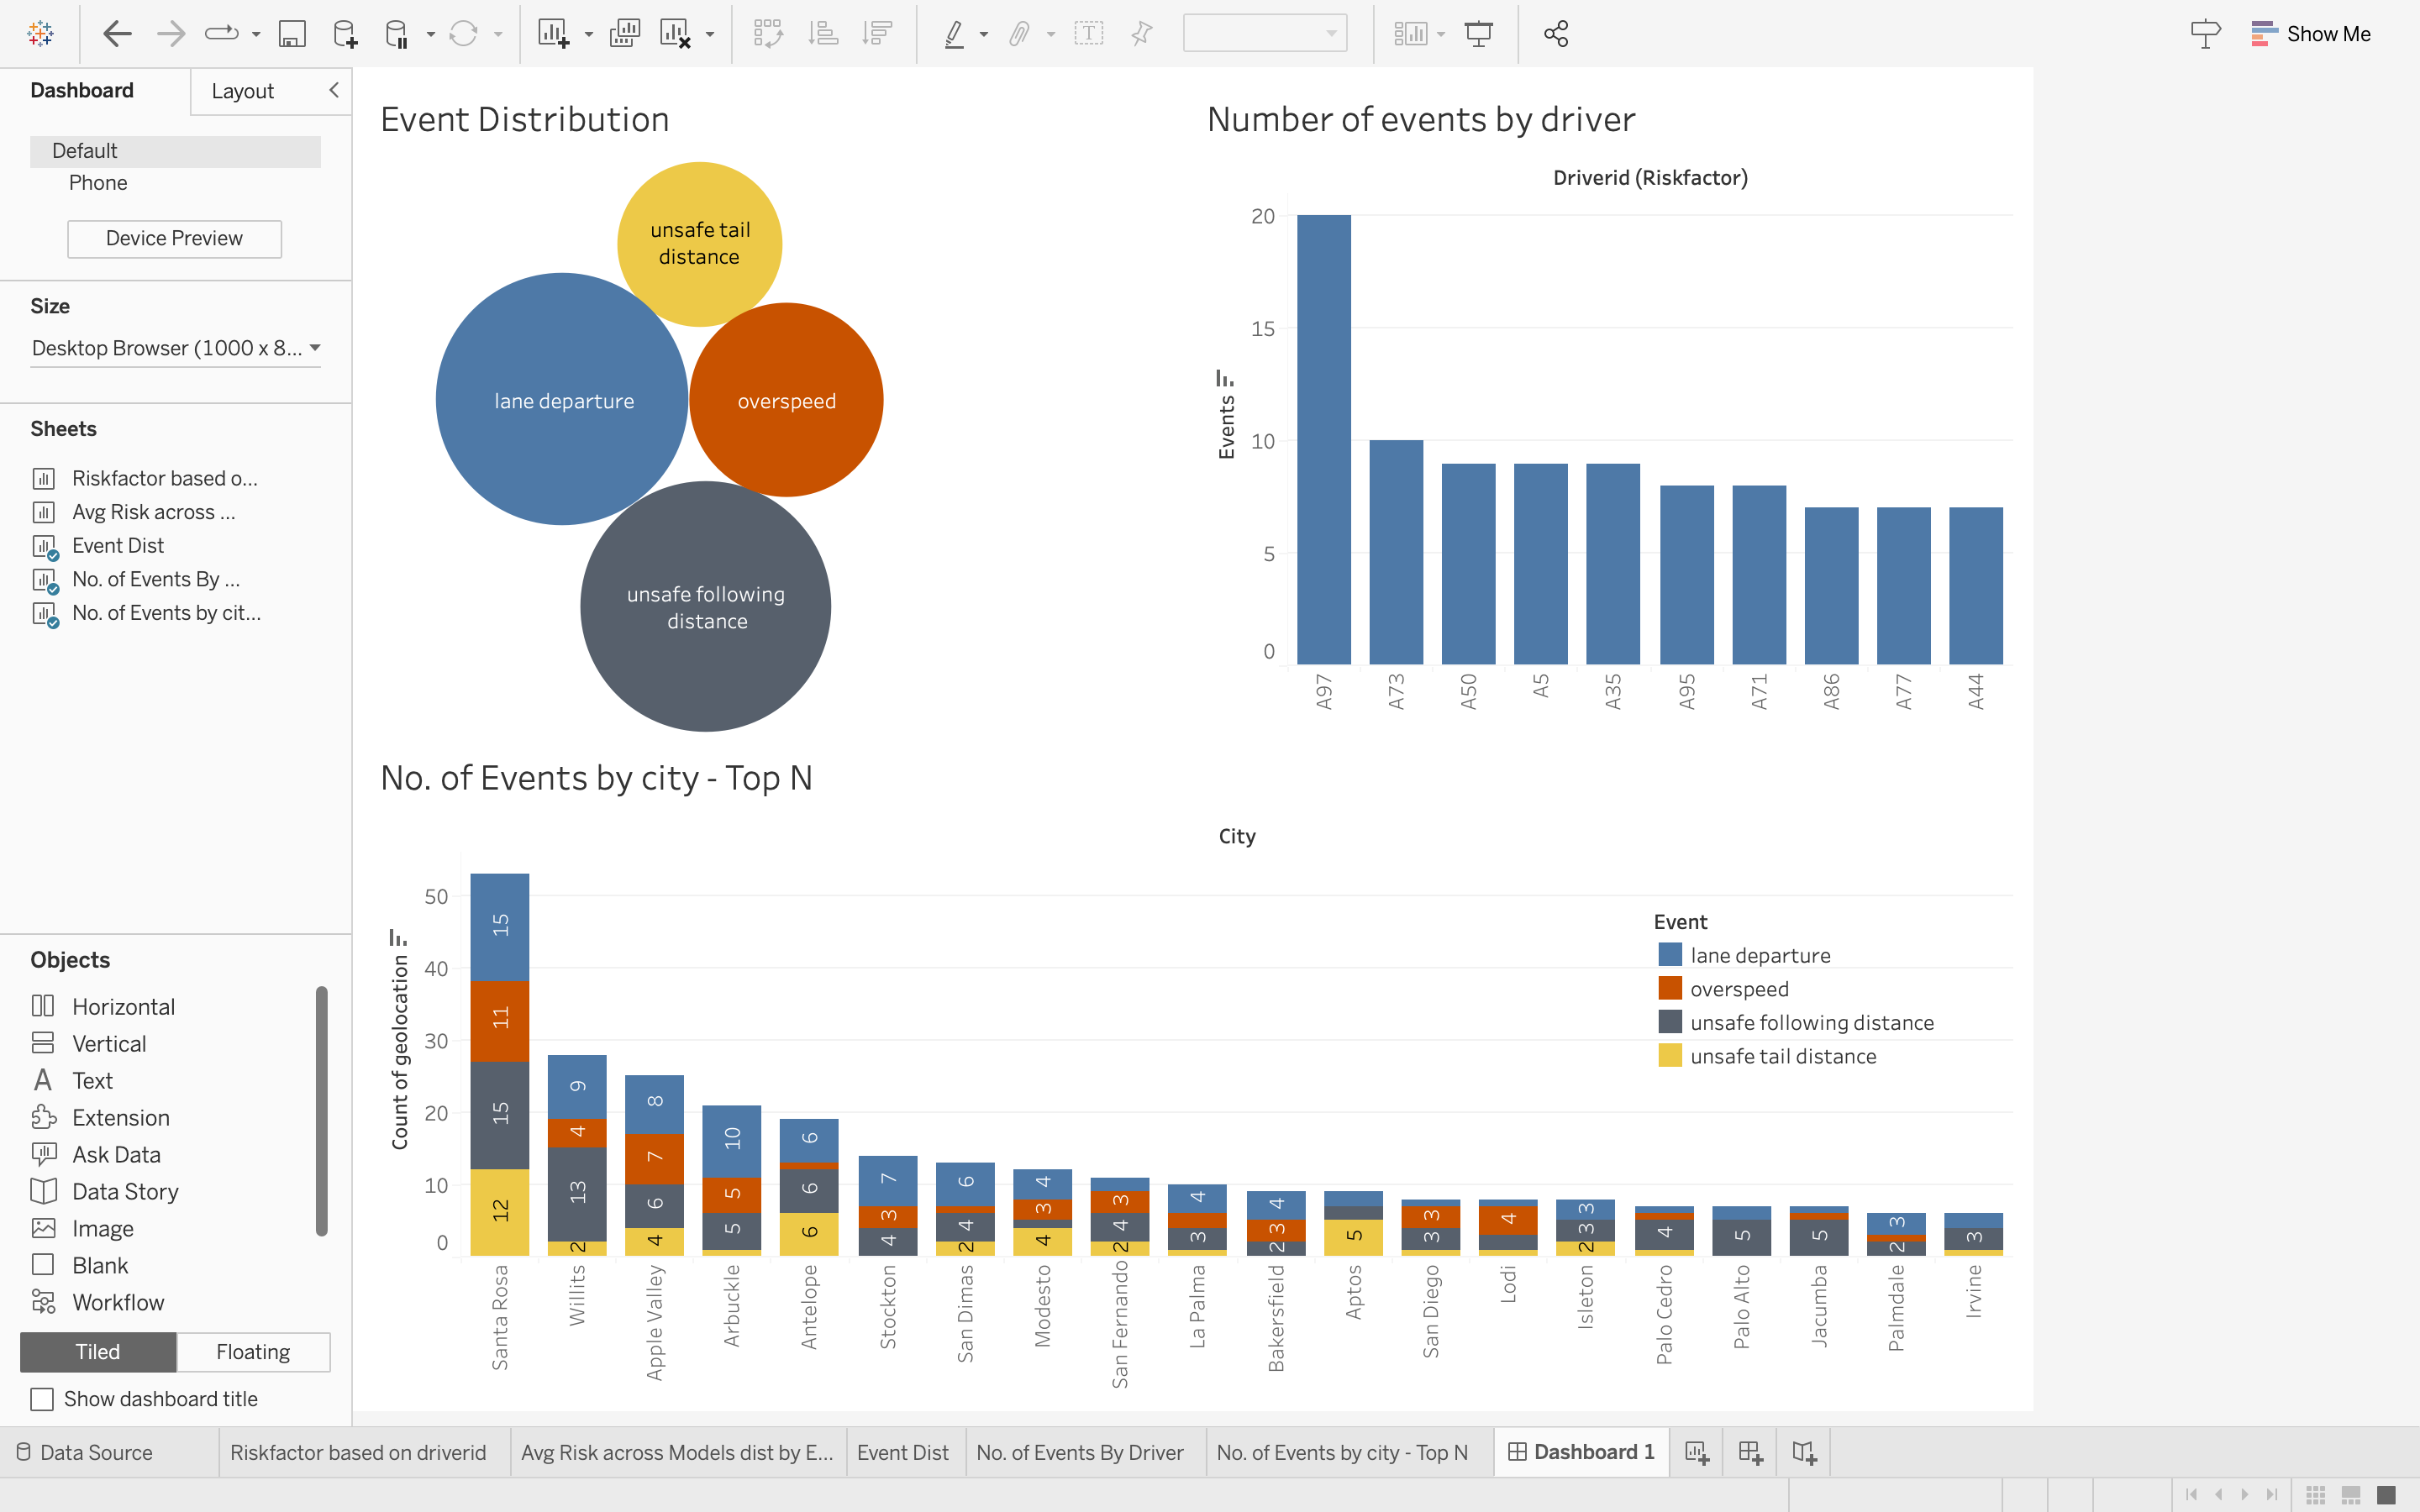 Show Me
Dashboard
Layout
Default
Phone
Device Preview
Size
Desktop Browser (1000 x 8...
Sheets
Riskfactor based o...
Avg Risk across ...
Event Dist
No. of Events By ...
No. of Events by cit...
Objects
Horizontal
Vertical
Text
Extension
Ask Data
Data Story
Image
Blank
Workflow
Tiled
Floating
Show dashboard title
Event Distribution
unsafe tail
distance
lane departure
overspeed
unsafe following
distance
Number of events by driver
Driverid (Riskfactor)
Events
20
15
10
5
0
A97
A73
A50
A5
A35
A95
A71
A86
A77
A44
No. of Events by city - Top N
City
Count of geolocation
50
40
30
20
10
0
15
11
15
12
9
4
13
2
8
7
6
4
10
5
5
6
6
6
7
3
4
6
4
2
4
3
4
3
4
2
4
3
4
3
2
5
3
3
4
3
3
2
4
5
5
3
2
3
Santa Rosa
Willits
Apple Valley
Arbuckle
Antelope
Stockton
San Dimas
Modesto
San Fernando
La Palma
Bakersfield
Aptos
San Diego
Lodi
Isleton
Palo Cedro
Palo Alto
Jacumba
Palmdale
Irvine
Event
lane departure
overspeed
unsafe following distance
unsafe tail distance
Data Source
Riskfactor based on driverid
Avg Risk across Models dist by E...
Event Dist
No. of Events By Driver
No. of Events by city - Top N
Dashboard 1